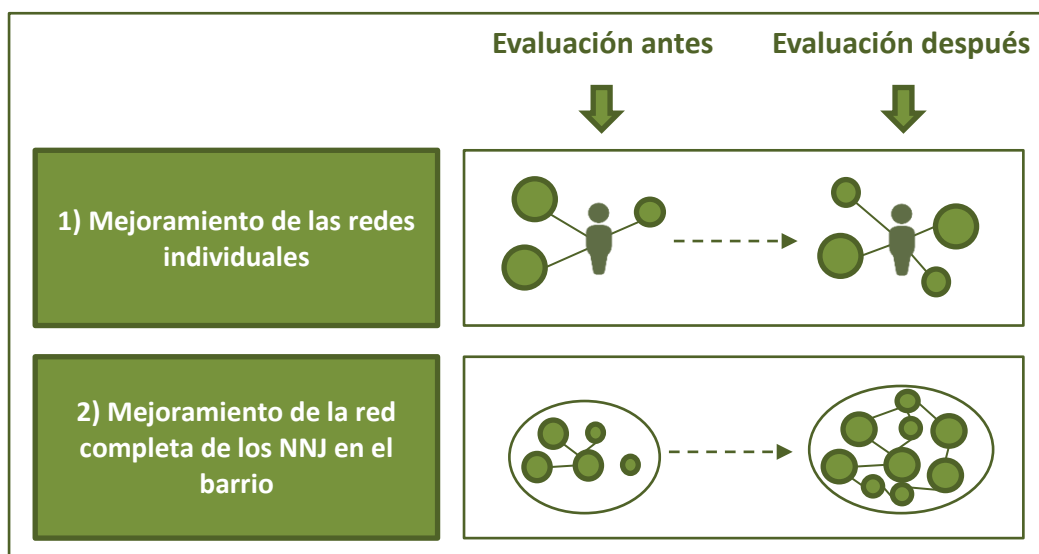 Evaluación antes
Evaluación después
1) Mejoramiento de las redes
individuales
2) Mejoramiento de la red
completa de los NNJ en el
barrio